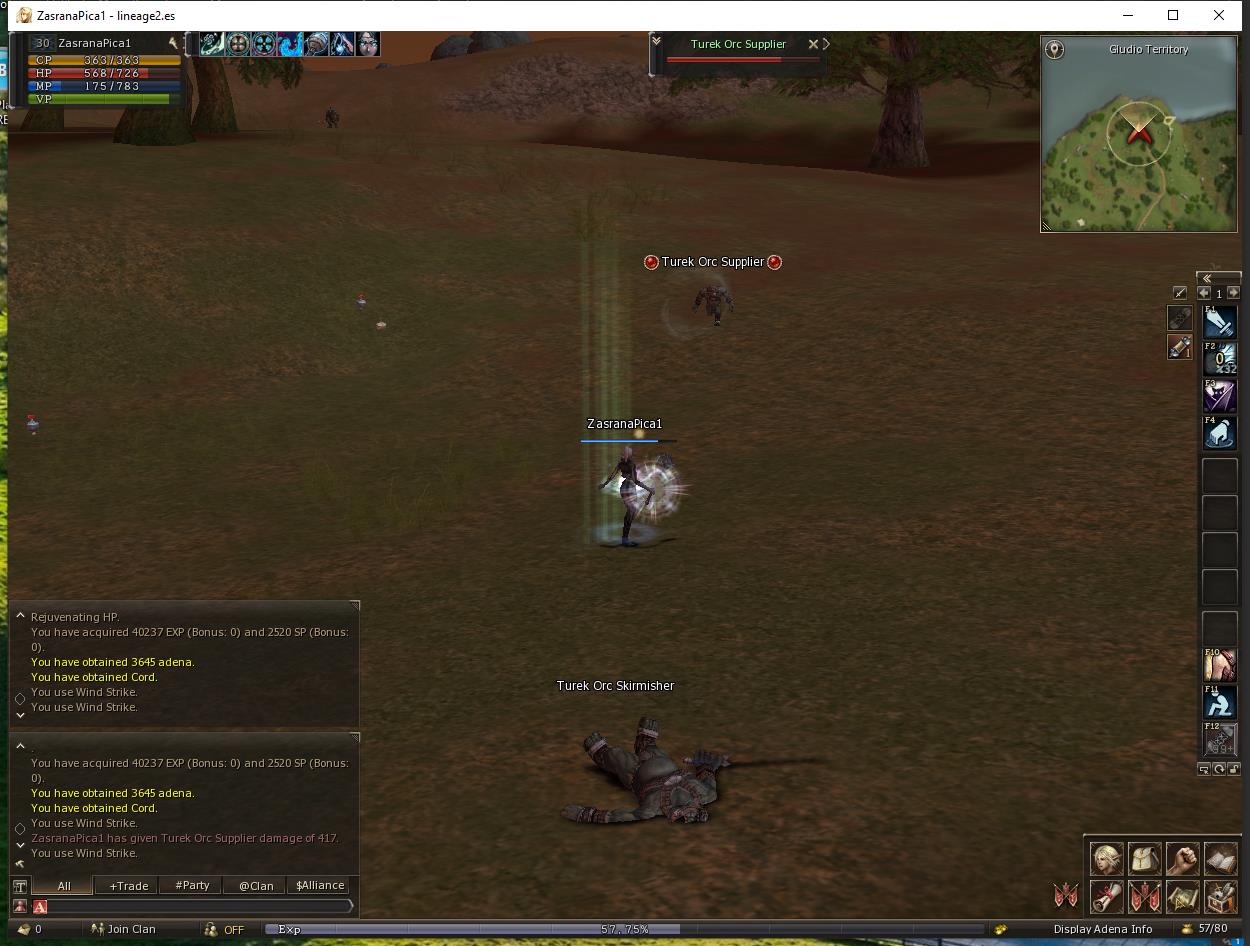 ZasranaPica1 - lineage2.es
30 ZasranaPica1
CP 363/363
HP 568/726
MP 175/783
VP
Turek Orc Supplier
Gludio Territory
Turek Orc Supplier
1
F1
F2
0
x32
F3
F4
1
ZasranaPica1
Rejuvenating HP.
You have acquired 40237 EXP (Bonus: 0) and 2520 SP (Bonus:
0).
You have obtained 3645 adena.
You have obtained Cord.
You use Wind Strike.
You use Wind Strike.
Turek Orc Skirmisher
F10
F11
F12
99+
.
You have acquired 40237 EXP (Bonus: 0) and 2520 SP (Bonus:
0).
You have obtained 3645 adena.
You have obtained Cord.
You use Wind Strike.
ZasranaPica1 has given Turek Orc Supplier damage of 417.
You use Wind Strike.
T All +Trade #Party @Clan $Alliance
A
0 Join Clan OFF Exp 57.75% Display Adena Info 57/80